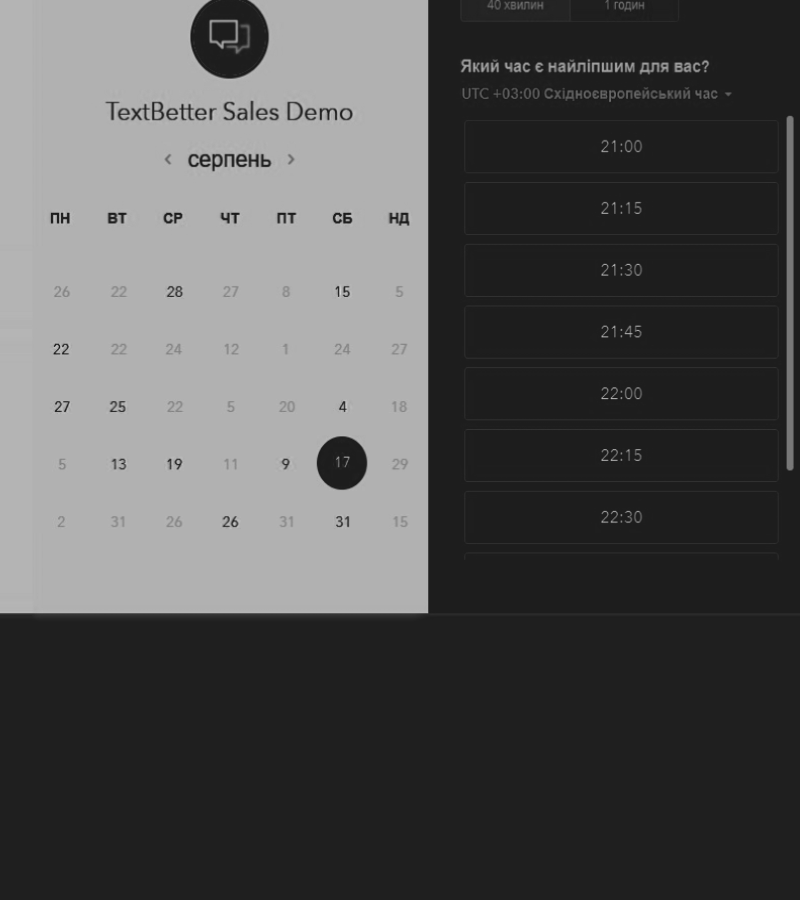 TextBetter Sales Demo
серпень
ПН ВТ СР ЧТ ПТ СБ НД
26 22 28 27 8 15 5
22 22 24 12 1 24 27
27 25 22 5 20 4 18
5 13 19 11 9 17 29
2 31 26 26 31 31 15
40 хвилин 1 годин
Який час є найліпшим для вас?
UTC +03:00 Східноєвропейський час
21:00
21:15
21:30
21:45
22:00
22:15
22:30